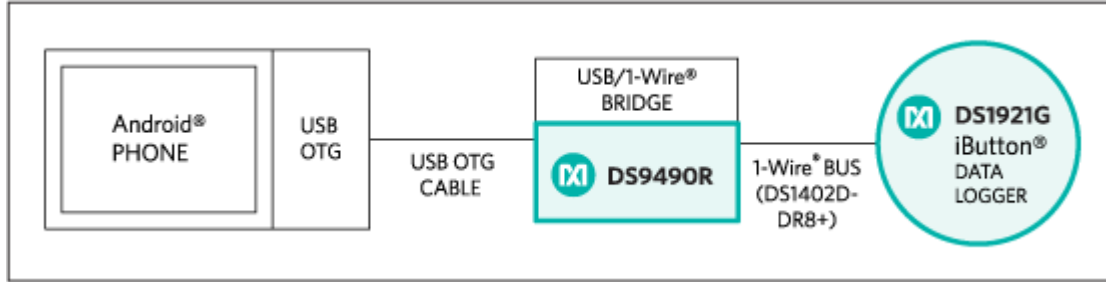 Android®
PHONE
USB
OTG
USB OTG
CABLE
USB/1-Wire®
BRIDGE
DS9490R
1-Wire® BUS
(DS1402D-
DR8+)
DS1921G
iButton®
DATA
LOGGER